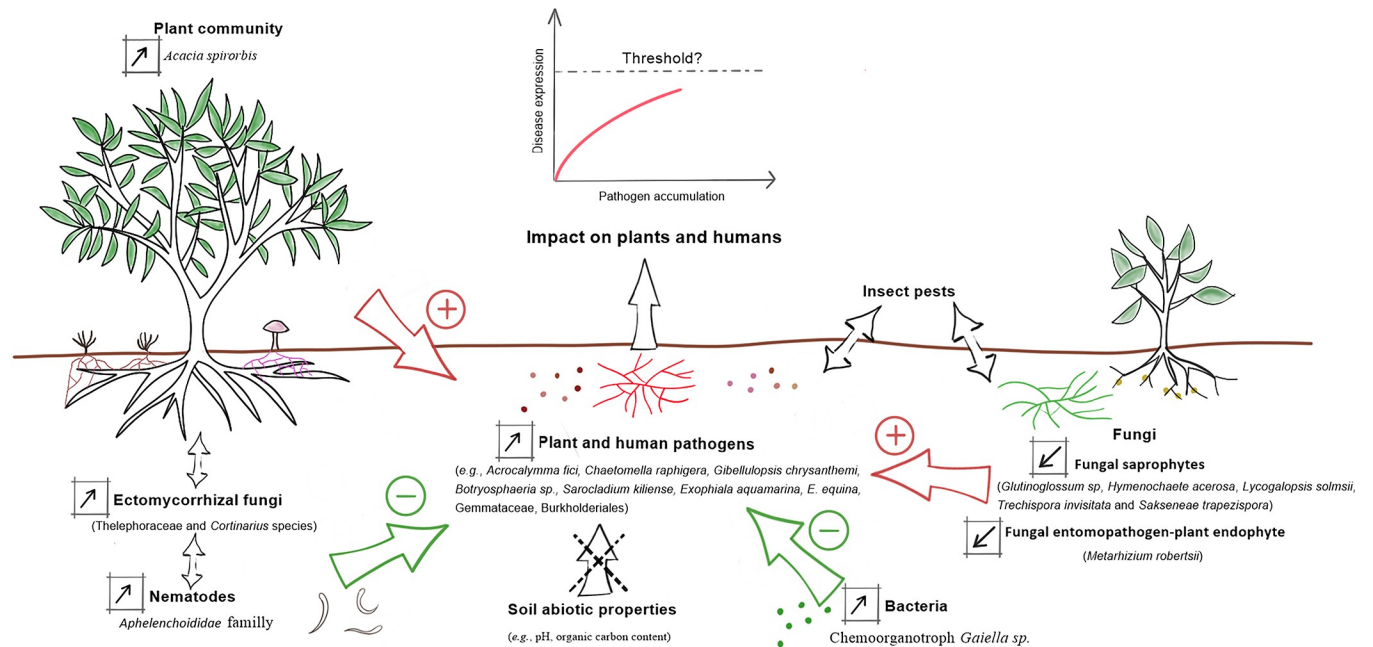 Plant community
Acacia spirorbis
Disease expression
Threshold?
Pathogen accumulation
Impact on plants and humans
Insect pests
+
Plant and human pathogens
(e.g., Acrocalymma fici, Chaetomella raphigera, Gibellulopsis chrysanthemi,
Botryosphaeria sp., Sarocladium kiliense, Exophiala aquamarina, E. equina,
Gemmataceae, Burkholderiales)
+
Fungi
Fungal saprophytes
(Glutinoglossum sp, Hymenochaete acerosa, Lycogalopsis solmsii,
Trechispora invisitata and Sakseneae trapezispora)
Fungal entomopathogen-plant endophyte
(Metarhizium robertsii)
Ectomycorrhizal fungi
(Thelephoraceae and Cortinarius species)
−
Nematodes
Aphelenchoididae familly
Soil abiotic properties
(e.g., pH, organic carbon content)
−
Bacteria
Chemoorganotroph Gaiella sp.